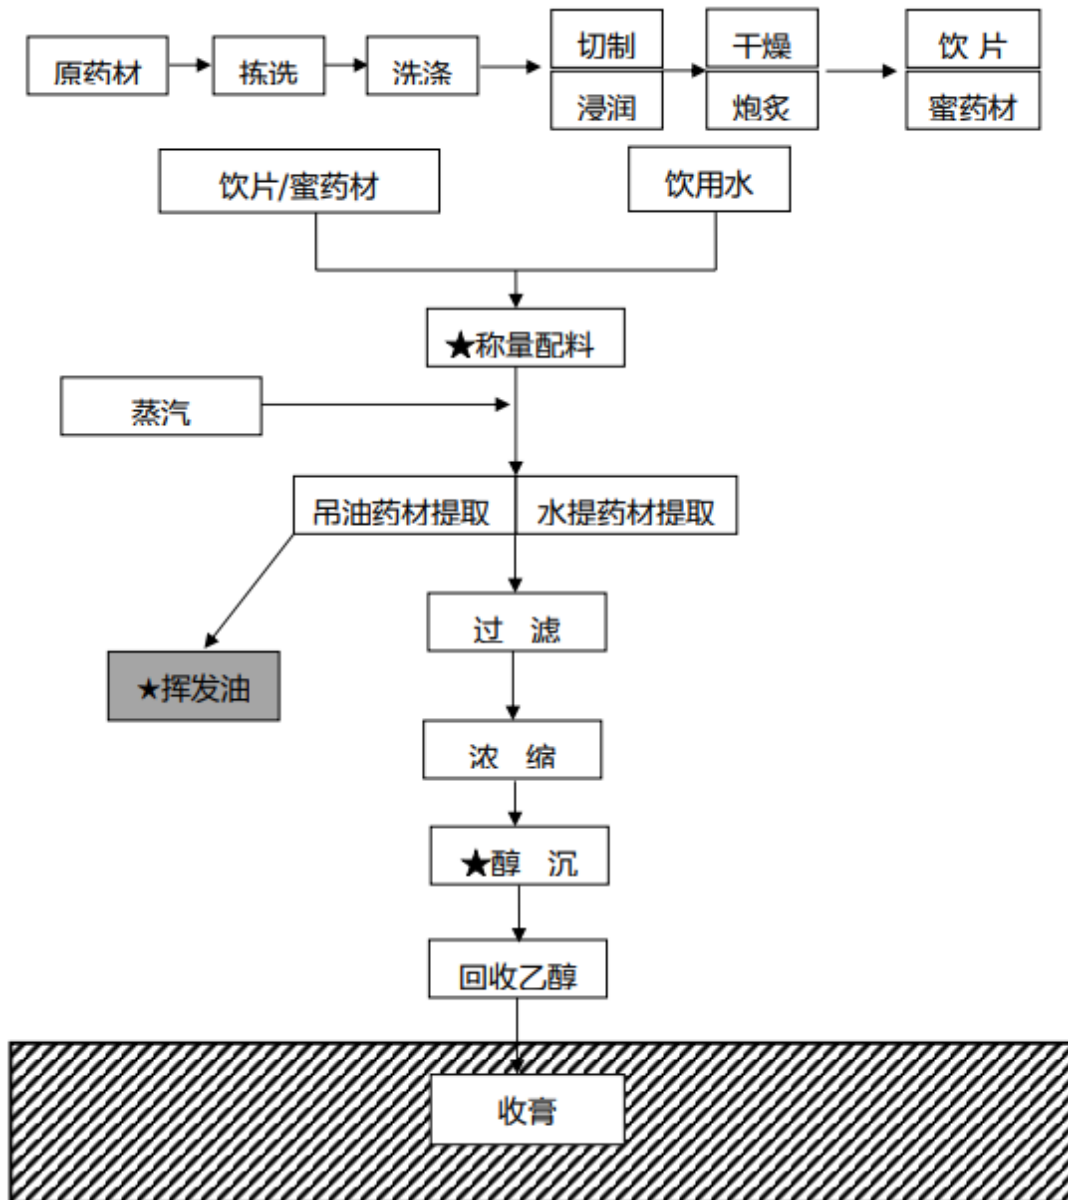 原药材
拣选
洗涤
切制
浸润
干燥
炮炙
饮 片
蜜药材
饮片/蜜药材
饮用水
★称量配料
蒸汽
吊油药材提取
水提药材提取
过 滤
★挥发油
浓 缩
★醇 沉
回收乙醇
收膏